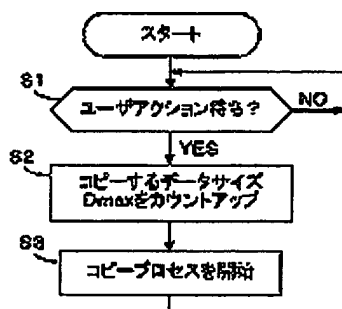 スタート
S1
ユーザアクション待ち？
NO
YES
S2
コピーするデータサイズ
Dmaxをカウントアップ
S3
コピープロセスを開始